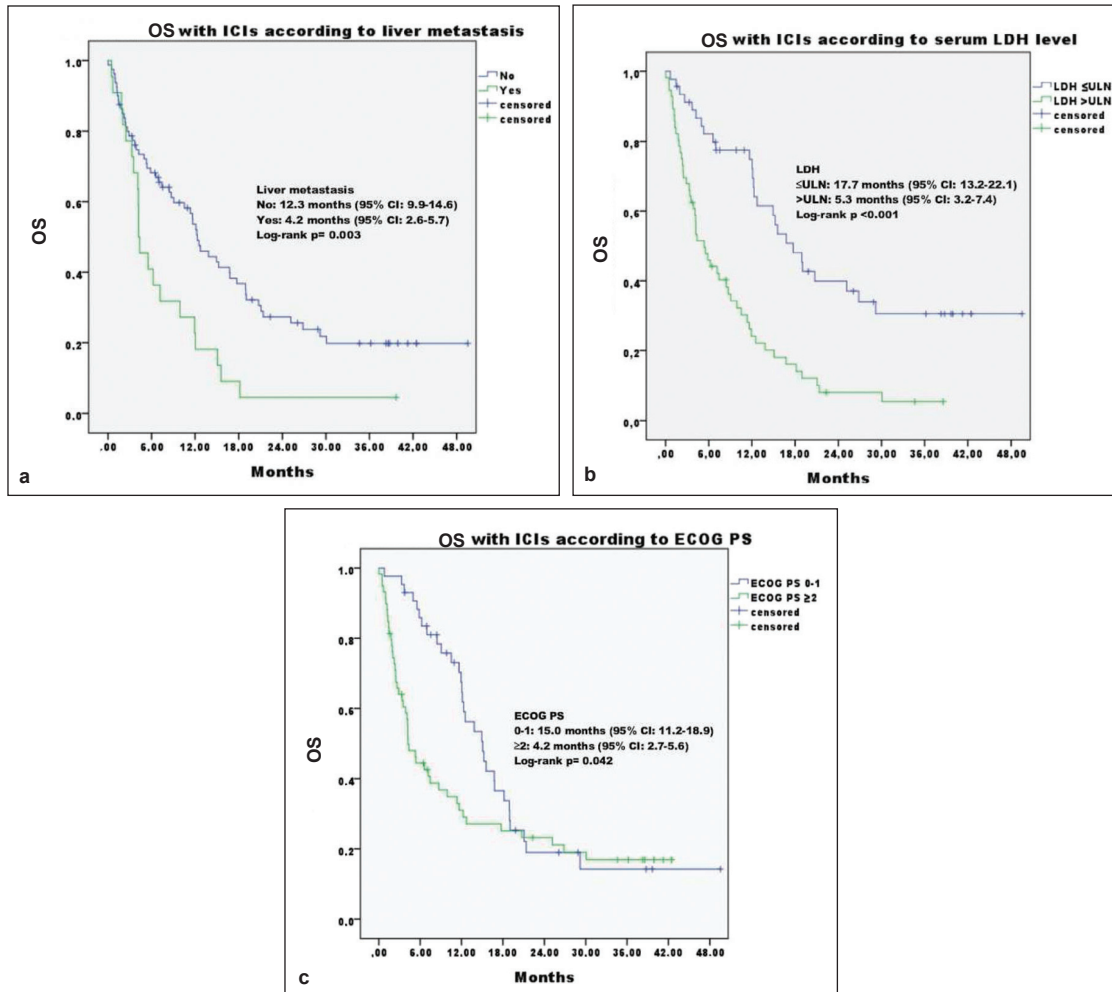 OS with ICIs according to liver metastasis
No
Yes
censored
censored
1.0
0.8
0.6
0.4
0.2
0.0
OS
Liver metastasis
No: 12.3 months (95% CI: 9.9-14.6)
Yes: 4.2 months (95% CI: 2.6-5.7)
Log-rank p= 0.003
,00 6,00 12,00 18,00 24,00 30,00 36,00 42,00 48,00
Months
a
OS with ICIs according to serum LDH level
LDH ≤ULN
LDH >ULN
censored
censored
1,0
0,8
0,6
0,4
0,2
0,0
OS
LDH
≤ULN: 17.7 months (95% CI: 13.2-22.1)
>ULN: 5.3 months (95% CI: 3.2-7.4)
Log-rank p <0.001
,00 6,00 12,00 18,00 24,00 30,00 36,00 42,00 48,00
Months
b
OS with ICIs according to ECOG PS
ECOG PS 0-1
ECOG PS ≥2
censored
censored
1.0
0.8
0.6
0.4
0.2
0.0
OS
ECOG PS
0-1: 15.0 months (95% CI: 11.2-18.9)
≥2: 4.2 months (95% CI: 2.7-5.6)
Log-rank p= 0.042
,00 6,00 12,00 18,00 24,00 30,00 36,00 42,00 48,00
Months
c